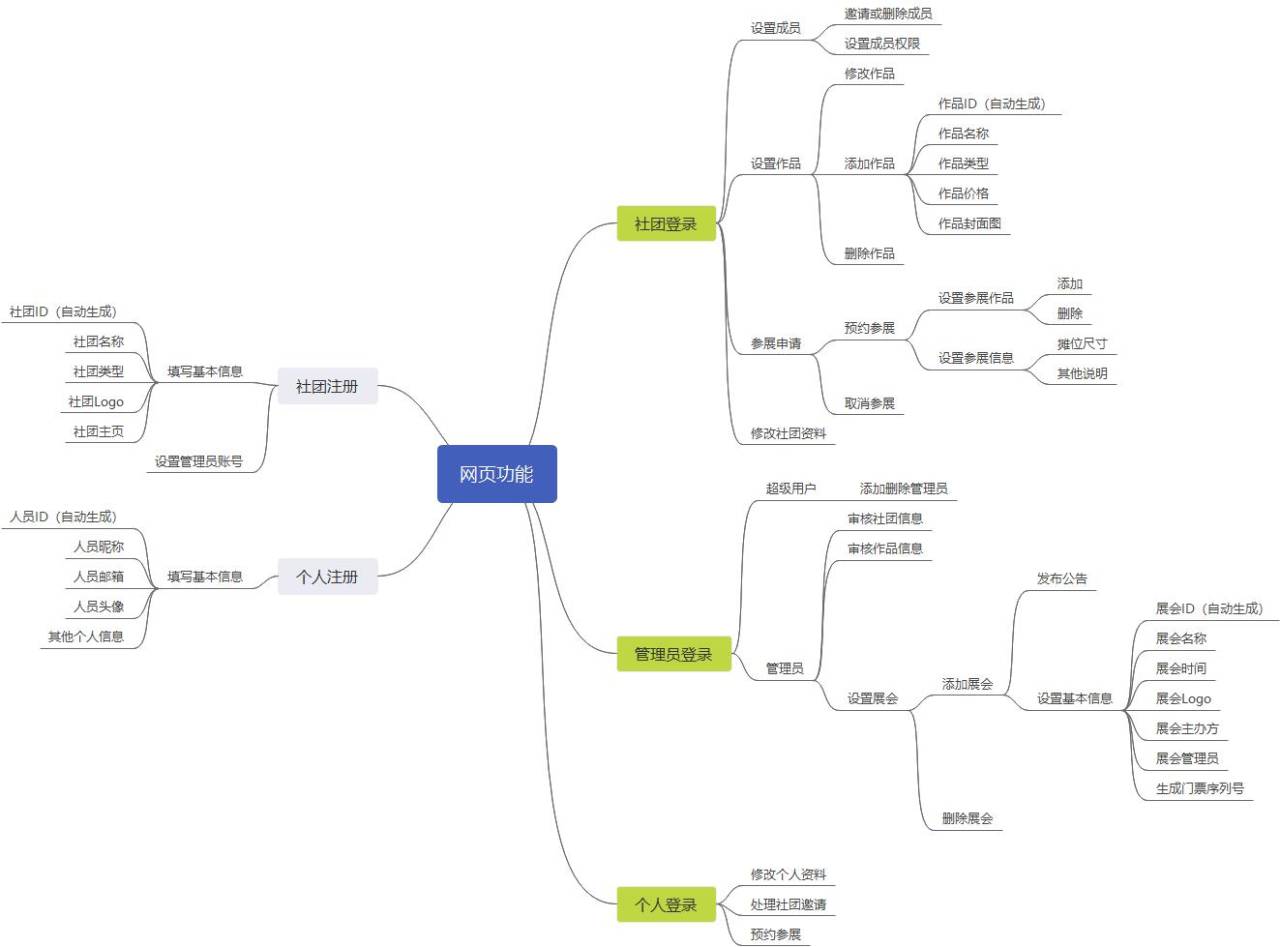 网页功能
社团注册
填写基本信息
社团ID（自动生成）
社团名称
社团类型
社团Logo
社团主页
设置管理员账号
个人注册
填写基本信息
人员ID（自动生成）
人员昵称
人员邮箱
人员头像
其他个人信息
社团登录
设置成员
邀请或删除成员
设置成员权限
设置作品
修改作品
添加作品
作品ID（自动生成）
作品名称
作品类型
作品价格
作品封面图
删除作品
参展申请
预约参展
设置参展作品
添加
删除
设置参展信息
摊位尺寸
其他说明
取消参展
修改社团资料
管理员登录
超级用户
添加删除管理员
管理员
审核社团信息
审核作品信息
设置展会
添加展会
发布公告
设置基本信息
展会ID（自动生成）
展会名称
展会时间
展会Logo
展会主办方
展会管理员
生成门票序列号
删除展会
个人登录
修改个人资料
处理社团邀请
预约参展